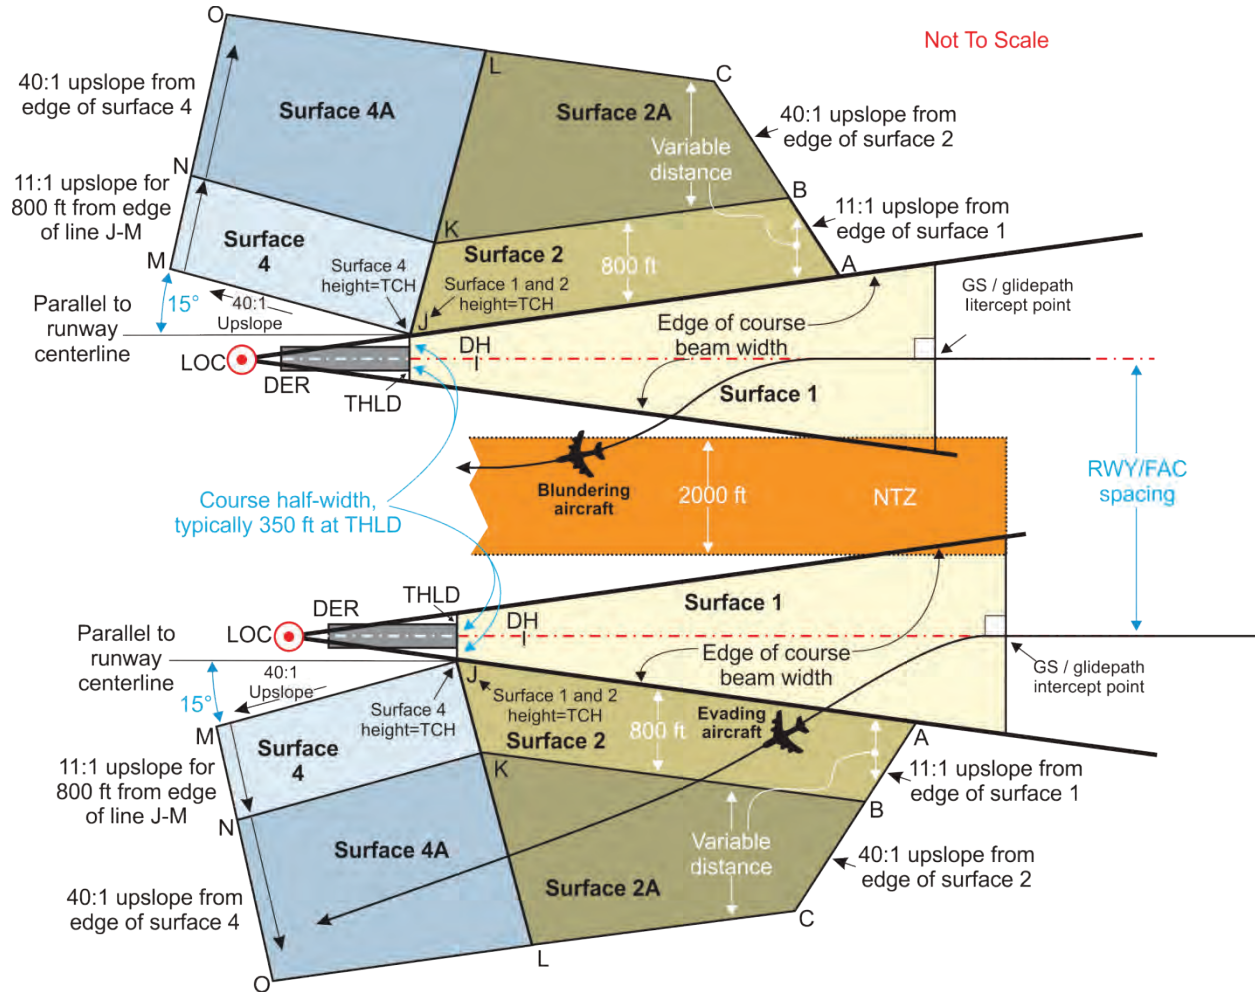 O
Not To Scale
L
C
40:1 upslope from
edge of surface 4
Surface 4A
Surface 2A
40:1 upslope from
edge of surface 2
Variable
distance
N
B
11:1 upslope for
800 ft from edge
of line J-M
11:1 upslope from
edge of surface 1
K
Surface
4
Surface 2
800 ft
M
A
Surface 4
height=TCH
Surface 1 and 2
height=TCH
GS / glidepath
Litercept point
15°
40:1
Upslope
Parallel to
runway
centerline
J
Edge of course
beam width
DH
LOC
DER
THLD
Surface 1
RWY/FAC
spacing
Blundering
aircraft
2000 ft
NTZ
Course half-width,
typically 350 ft at THLD
THLD
DER
Surface 1
DH
LOC
Parallel to
runway
centerline
Edge of course
beam width
GS / glidepath
intercept point
40:1
Upslope
15°
J
Surface 4
height=TCH
Surface 1 and 2
height=TCH
Evading
aircraft
800 ft
M
A
Surface
4
Surface 2
11:1 upslope for
800 ft from edge
of line J-M
K
11:1 upslope from
edge of surface 1
B
N
Variable
distance
Surface 4A
40:1 upslope from
edge of surface 2
Surface 2A
40:1 upslope from
edge of surface 4
C
L
O